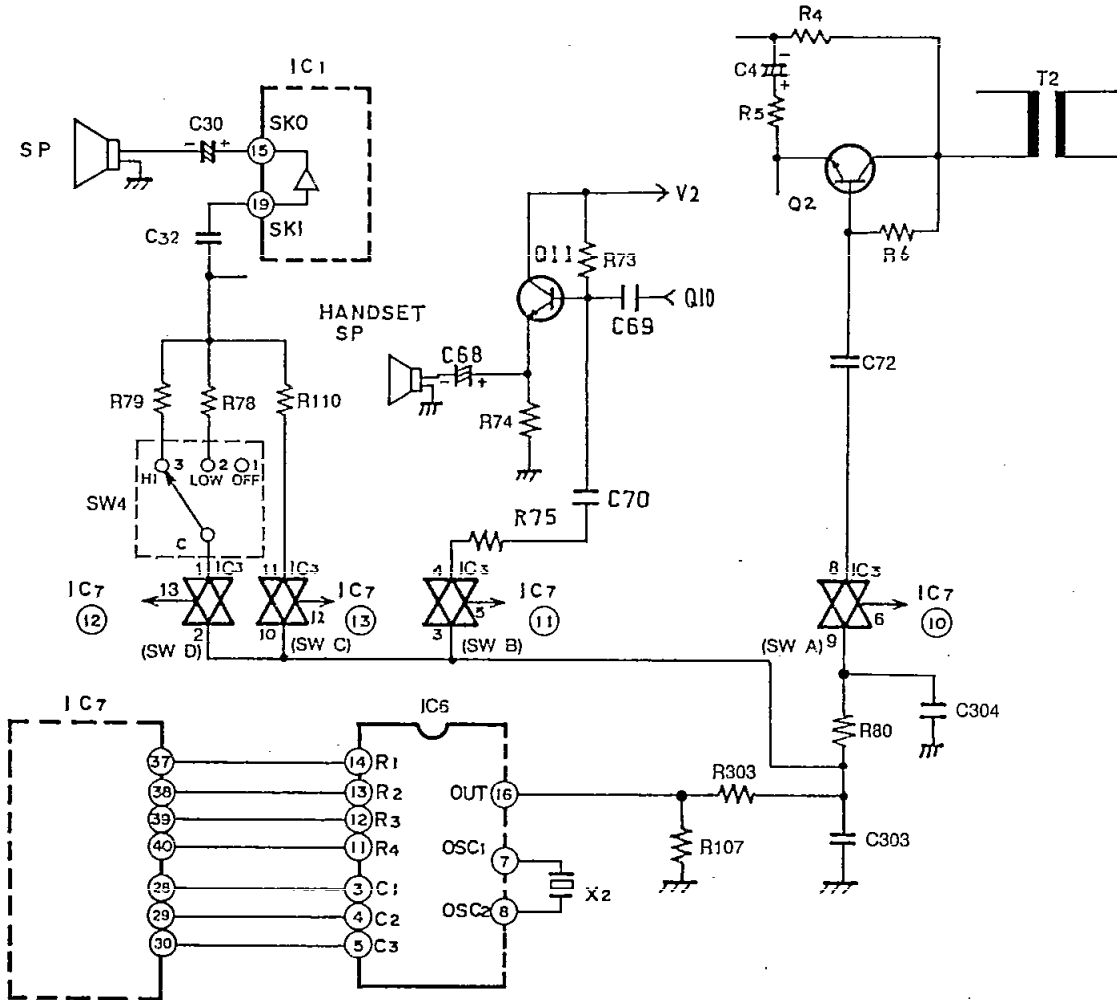 R4
IC1
C4
T2
C30
SKO
R5
SP
- +
15
19
SKI
Q2
V2
C32
Q11
R73
R6
HANDSET
SP
C69
Q10
C68
- +
C72
R79
R78
R110
R74
3
2
1
HI
LOW
OFF
SW4
C70
R75
C
1
IC3
11
IC3
4
IC3
8
IC3
IC7
13
IC7
12
IC7
5
IC7
6
12
13
11
10
2
10
3
9
(SW D)
(SW C)
(SW B)
(SW A)
IC7
IC6
C304
R80
37
14
R1
R303
38
13
R2
OUT
16
39
12
R3
C303
40
11
R4
OSC1
7
R107
28
3
C1
X2
29
4
C2
OSC2
8
30
5
C3